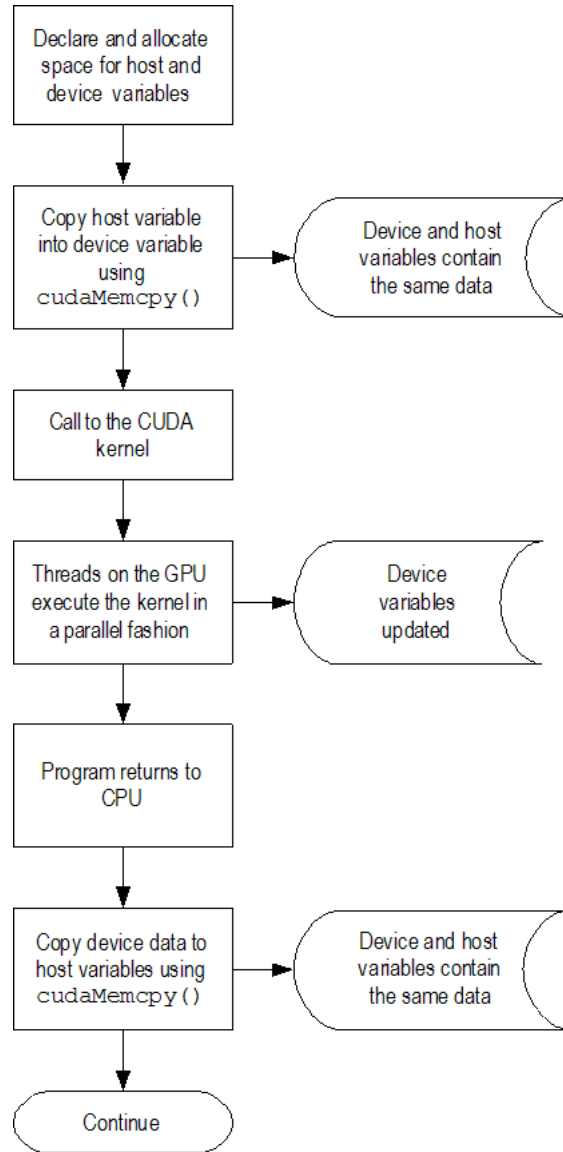 Declare and allocate
space for host and
device variables
Copy host variable
into device variable
using
cudaMemcpy()
Device and host
variables contain
the same data
Call to the CUDA
kernel
Threads on the GPU
execute the kernel in
a parallel fashion
Device
variables
updated
Program returns to
CPU
Copy device data to
host variables using
cudaMemcpy()
Device and host
variables contain
the same data
Continue